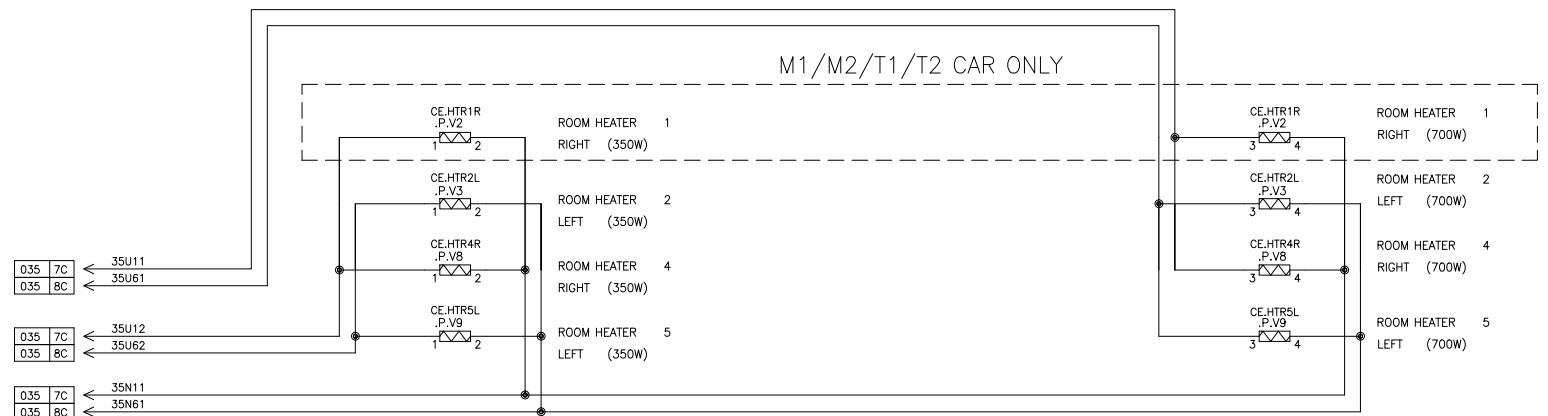 M1/M2/T1/T2 CAR ONLY
CE.HTR1R
.P.V2
1 2
ROOM HEATER 1
RIGHT (350W)
CE.HTR2L
.P.V3
1 2
ROOM HEATER 2
LEFT (350W)
CE.HTR4R
.P.V8
1 2
ROOM HEATER 4
RIGHT (350W)
CE.HTR5L
.P.V9
1 2
ROOM HEATER 5
LEFT (350W)
CE.HTR1R
.P.V2
3 4
ROOM HEATER 1
RIGHT (700W)
CE.HTR2L
.P.V3
3 4
ROOM HEATER 2
LEFT (700W)
CE.HTR4R
.P.V8
3 4
ROOM HEATER 4
RIGHT (700W)
CE.HTR5L
.P.V9
3 4
ROOM HEATER 5
LEFT (700W)
035 7C 35U11
035 8C 35U61
035 7C 35U12
035 8C 35U62
035 7C 35N11
035 8C 35N61